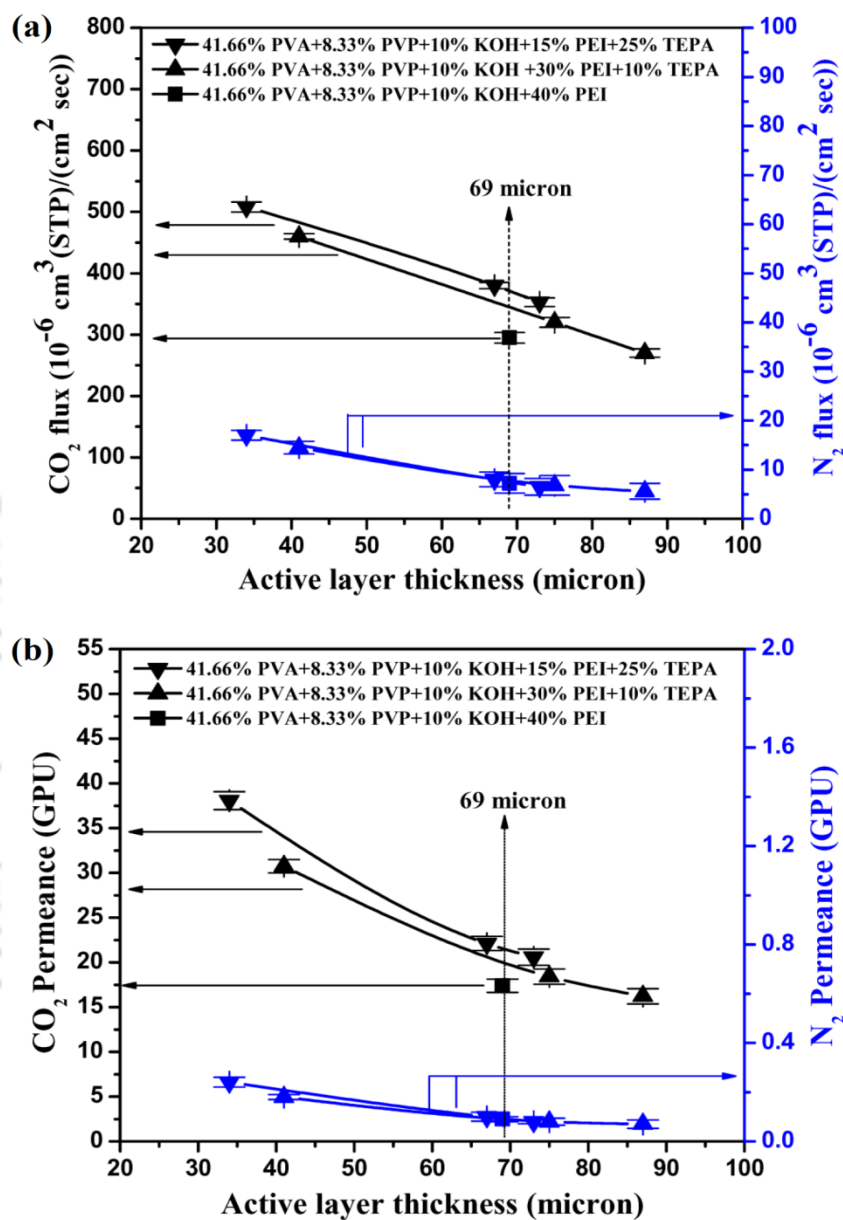 (a)
41.66% PVA+8.33% PVP+10% KOH+15% PEI+25% TEPA
41.66% PVA+8.33% PVP+10% KOH +30% PEI+10% TEPA
41.66% PVA+8.33% PVP+10% KOH+40% PEI
69 micron
CO₂ flux (10⁻⁶ cm³(STP)/(cm² sec))
800
700
600
500
400
300
200
100
0
N₂ flux (10⁻⁶ cm³(STP)/(cm² sec)
100
90
80
70
60
50
40
30
20
10
0
20 30 40 50 60 70 80 90 100
Active layer thickness (micron)
(b)
41.66% PVA+8.33% PVP+10% KOH+15% PEI+25% TEPA
41.66% PVA+8.33% PVP+10% KOH+30% PEI+10% TEPA
41.66% PVA+8.33% PVP+10% KOH+40% PEI
69 micron
CO₂ Permeance (GPU)
55
50
45
40
35
30
25
20
15
10
5
0
N₂ Permeance (GPU)
2.0
1.6
1.2
0.8
0.4
0.0
20 30 40 50 60 70 80 90 100
Active layer thickness (micron)